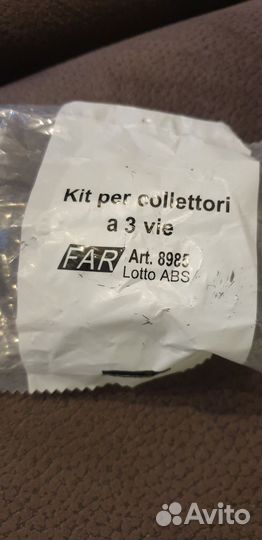 Kit per collettori
a 3 vie
FAR Art. 8985
Lotto ABS
Avito